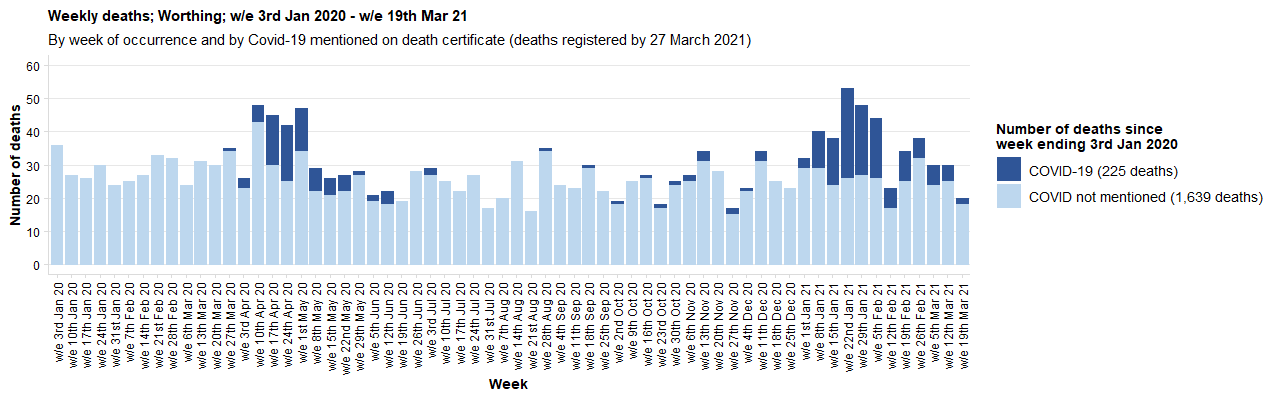 Weekly deaths; Worthing; w/e 3rd Jan 2020 - w/e 19th Mar 21
By week of occurrence and by Covid-19 mentioned on death certificate (deaths registered by 27 March 2021)
Number of deaths
60
50
40
30
20
10
0
w/e 3rd Jan 20
w/e 10th Jan 20
w/e 17th Jan 20
w/e 24th Jan 20
w/e 31st Jan 20
w/e 7th Feb 20
w/e 14th Feb 20
w/e 21st Feb 20
w/e 28th Feb 20
w/e 6th Mar 20
w/e 13th Mar 20
w/e 20th Mar 20
w/e 27th Mar 20
w/e 3rd Apr 20
w/e 10th Apr 20
w/e 17th Apr 20
w/e 24th Apr 20
w/e 1st May 20
w/e 8th May 20
w/e 15th May 20
w/e 22nd May 20
w/e 29th May 20
w/e 5th Jun 20
w/e 12th Jun 20
w/e 19th Jun 20
w/e 26th Jun 20
w/e 3rd Jul 20
w/e 10th Jul 20
w/e 17th Jul 20
w/e 24th Jul 20
w/e 31st Jul 20
w/e 7th Aug 20
w/e 14th Aug 20
w/e 21st Aug 20
w/e 28th Aug 20
w/e 4th Sep 20
w/e 11th Sep 20
w/e 18th Sep 20
w/e 25th Sep 20
w/e 2nd Oct 20
w/e 9th Oct 20
w/e 16th Oct 20
w/e 23rd Oct 20
w/e 30th Oct 20
w/e 6th Nov 20
w/e 13th Nov 20
w/e 20th Nov 20
w/e 27th Nov 20
w/e 4th Dec 20
w/e 11th Dec 20
w/e 18th Dec 20
w/e 25th Dec 20
w/e 1st Jan 21
w/e 8th Jan 21
w/e 15th Jan 21
w/e 22nd Jan 21
w/e 29th Jan 21
w/e 5th Feb 21
w/e 12th Feb 21
w/e 19th Feb 21
w/e 26th Feb 21
w/e 5th Mar 21
w/e 12th Mar 21
w/e 19th Mar 21
Week
Number of deaths since
week ending 3rd Jan 2020
COVID-19 (225 deaths)
COVID not mentioned (1,639 deaths)